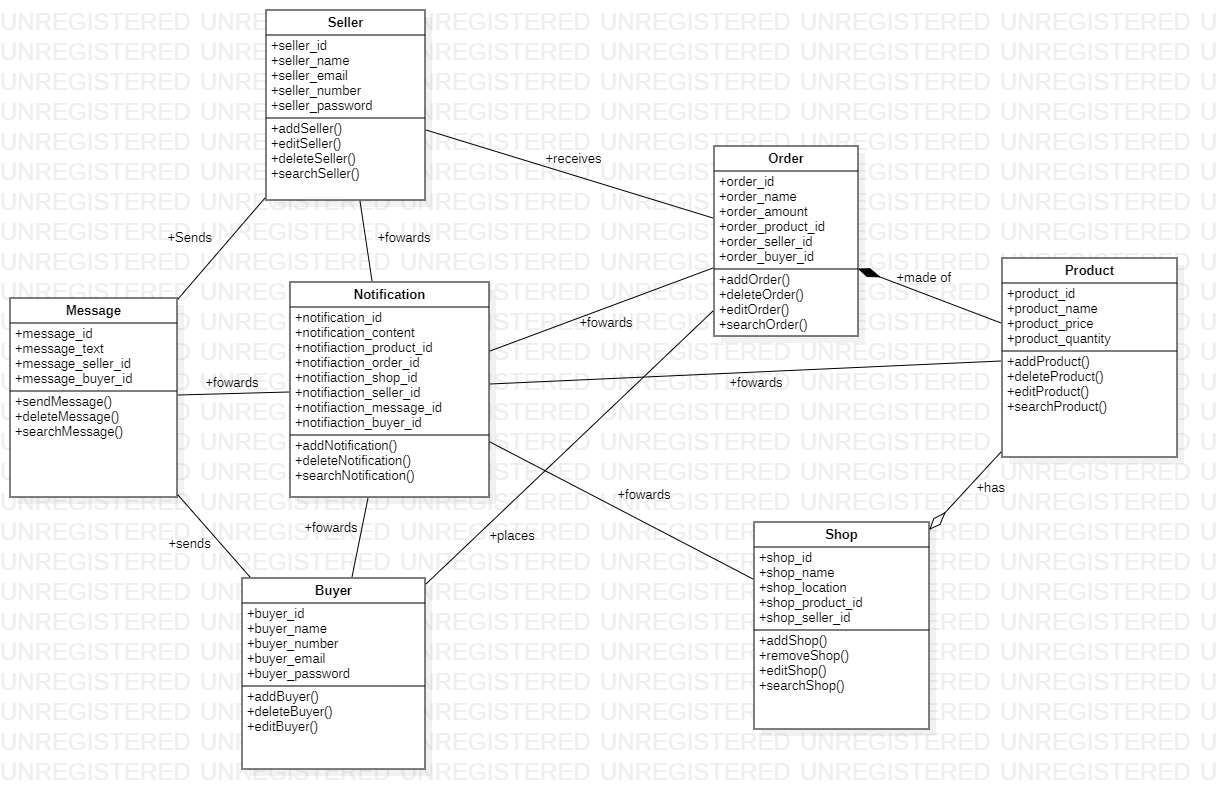 Seller
+seller_id
+seller_name
+seller_email
+seller_number
+seller_password
+addSeller()
+editSeller()
+deleteSeller()
+searchSeller()
+receives
Order
+order_id
+order_name
+order_amount
+order_product_id
+order_seller_id
+order_buyer_id
+addOrder()
+deleteOrder()
+editOrder()
+searchOrder()
+Sends
+fowards
+made of
Product
+product_id
+product_name
+product_price
+product_quantity
+addProduct()
+deleteProduct()
+editProduct()
+searchProduct()
Message
+message_id
+message_text
+message_seller_id
+message_buyer_id
+sendMessage()
+deleteMessage()
+searchMessage()
+fowards
Notification
+notification_id
+notification_content
+notifiaction_product_id
+notifiaction_order_id
+notifiaction_shop_id
+notifiaction_seller_id
+notifiaction_message_id
+notifiaction_buyer_id
+addNotification()
+deleteNotification()
+searchNotification()
+fowards
+fowards
+fowards
+has
+sends
+fowards
+places
Buyer
+buyer_id
+buyer_name
+buyer_number
+buyer_email
+buyer_password
+addBuyer()
+deleteBuyer()
+editBuyer()
Shop
+shop_id
+shop_name
+shop_location
+shop_product_id
+shop_seller_id
+addShop()
+removeShop()
+editShop()
+searchShop()
UNREGISTERED